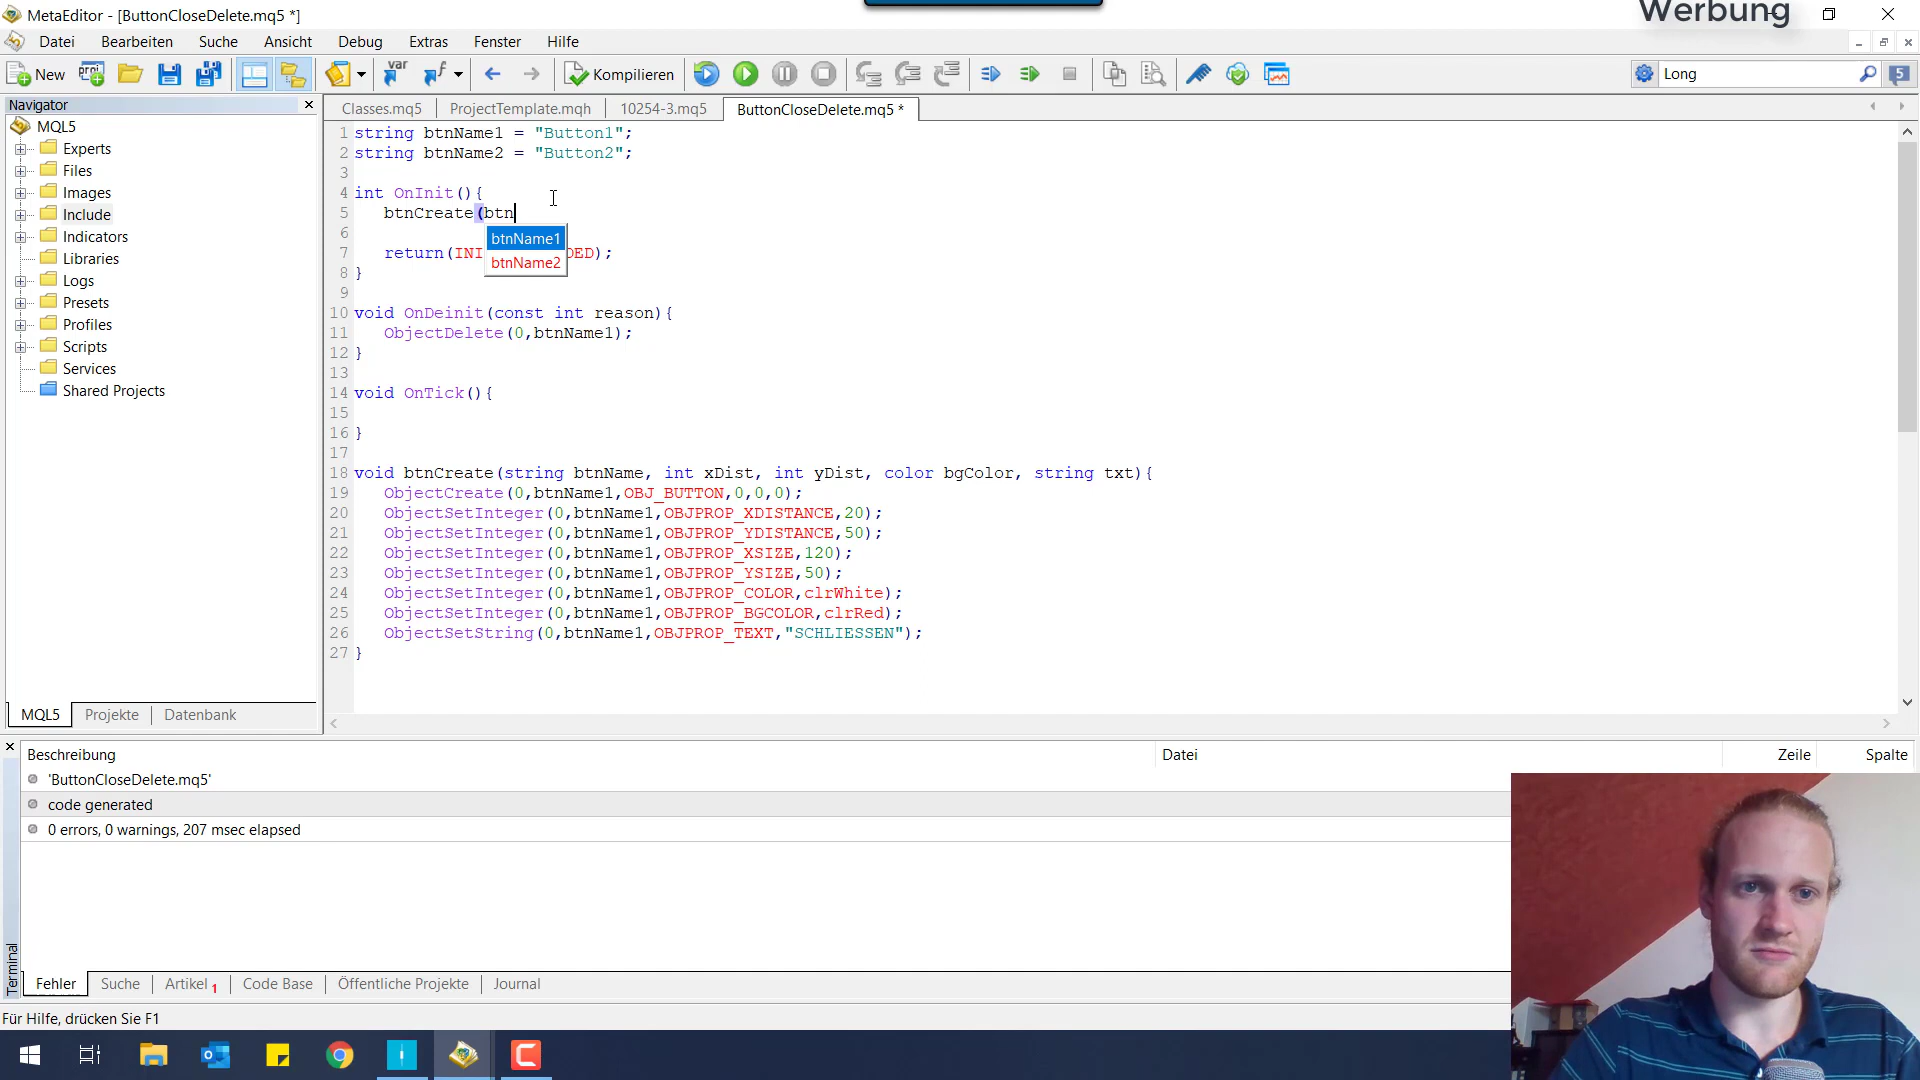 MetaEditor - [ButtonCloseDelete.mq5 *]
Werbung
Datei Bearbeiten Suche Ansicht Debug Extras Fenster Hilfe
New var f Kompilieren Long 5
Navigator
Classes.mq5 ProjectTemplate.mqh 10254-3.mq5 ButtonCloseDelete.mq5 *
MQL5
Experts
Files
Images
Include
Indicators
Libraries
Logs
Presets
Profiles
Scripts
Services
Shared Projects
MQL5 Projekte Datenbank
1 string btnName1 = "Button1";
2 string btnName2 = "Button2";
3
4 int OnInit(){
5 btnCreate(btn
btnName1
6
btnName2
7 return(INI DED);
8 }
9
10 void OnDeinit(const int reason){
11 ObjectDelete(0,btnName1);
12 }
13
14 void OnTick(){
15
16 }
17
18 void btnCreate(string btnName, int xDist, int yDist, color bgColor, string txt){
19 ObjectCreate(0,btnName1,OBJ_BUTTON,0,0,0);
20 ObjectSetInteger(0,btnName1,OBJPROP_XDISTANCE,20);
21 ObjectSetInteger(0,btnName1,OBJPROP_YDISTANCE,50);
22 ObjectSetInteger(0,btnName1,OBJPROP_XSIZE,120);
23 ObjectSetInteger(0,btnName1,OBJPROP_YSIZE,50);
24 ObjectSetInteger(0,btnName1,OBJPROP_COLOR,clrWhite);
25 ObjectSetInteger(0,btnName1,OBJPROP_BGCOLOR,clrRed);
26 ObjectSetString(0,btnName1,OBJPROP_TEXT,"SCHLIESSEN");
27 }
Beschreibung Datei Zeile Spalte
'ButtonCloseDelete.mq5'
code generated
0 errors, 0 warnings, 207 msec elapsed
Terminal
Fehler Suche Artikel 1 Code Base Öffentliche Projekte Journal
Für Hilfe, drücken Sie F1